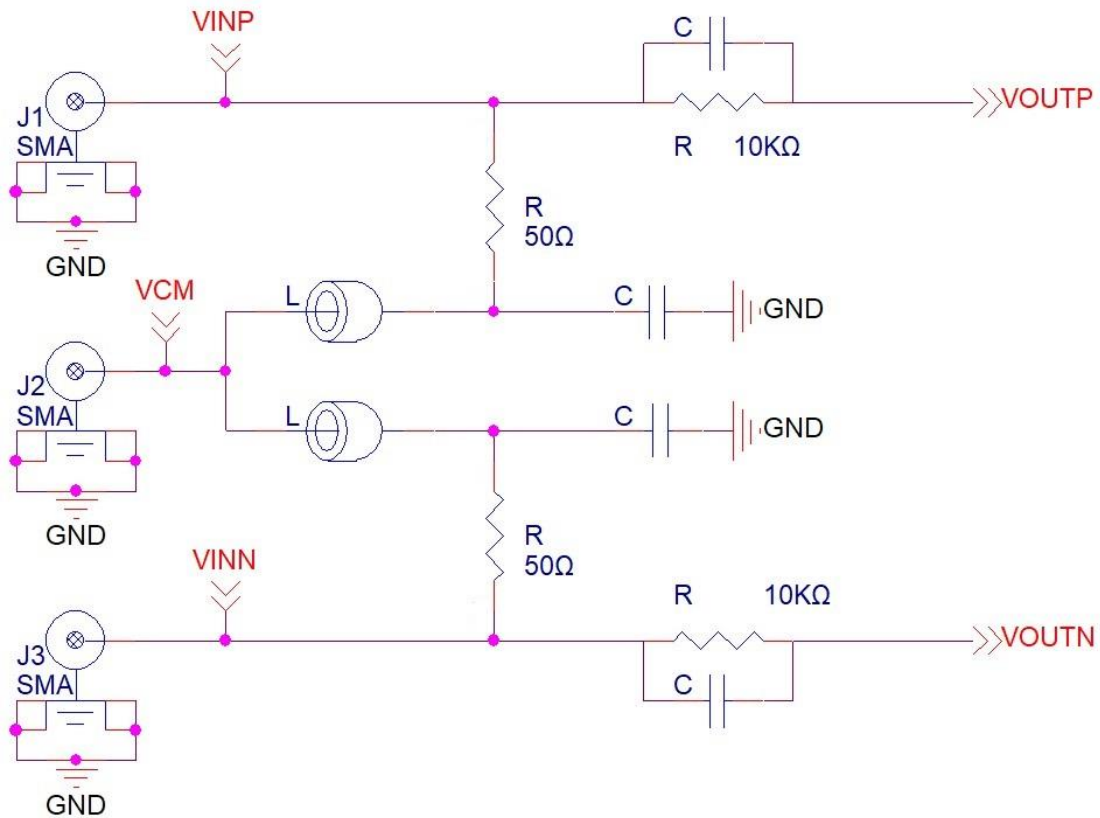 VINP
C
J1
SMA
VOUTP
R 10KΩ
R
50Ω
GND
VCM
L
C
GND
J2
SMA
L
C
GND
GND
R
50Ω
VINN
R 10KΩ
J3
SMA
VOUTN
C
GND